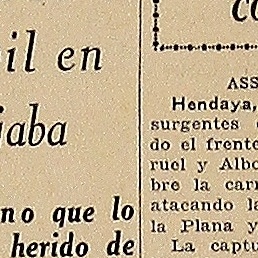 il en
jaba
no que lo
herido de
co
ASS
Hendaya,
surgentes
do el frente
ruel y Albo
bre la carr
atacando la
la Plana y
La captu